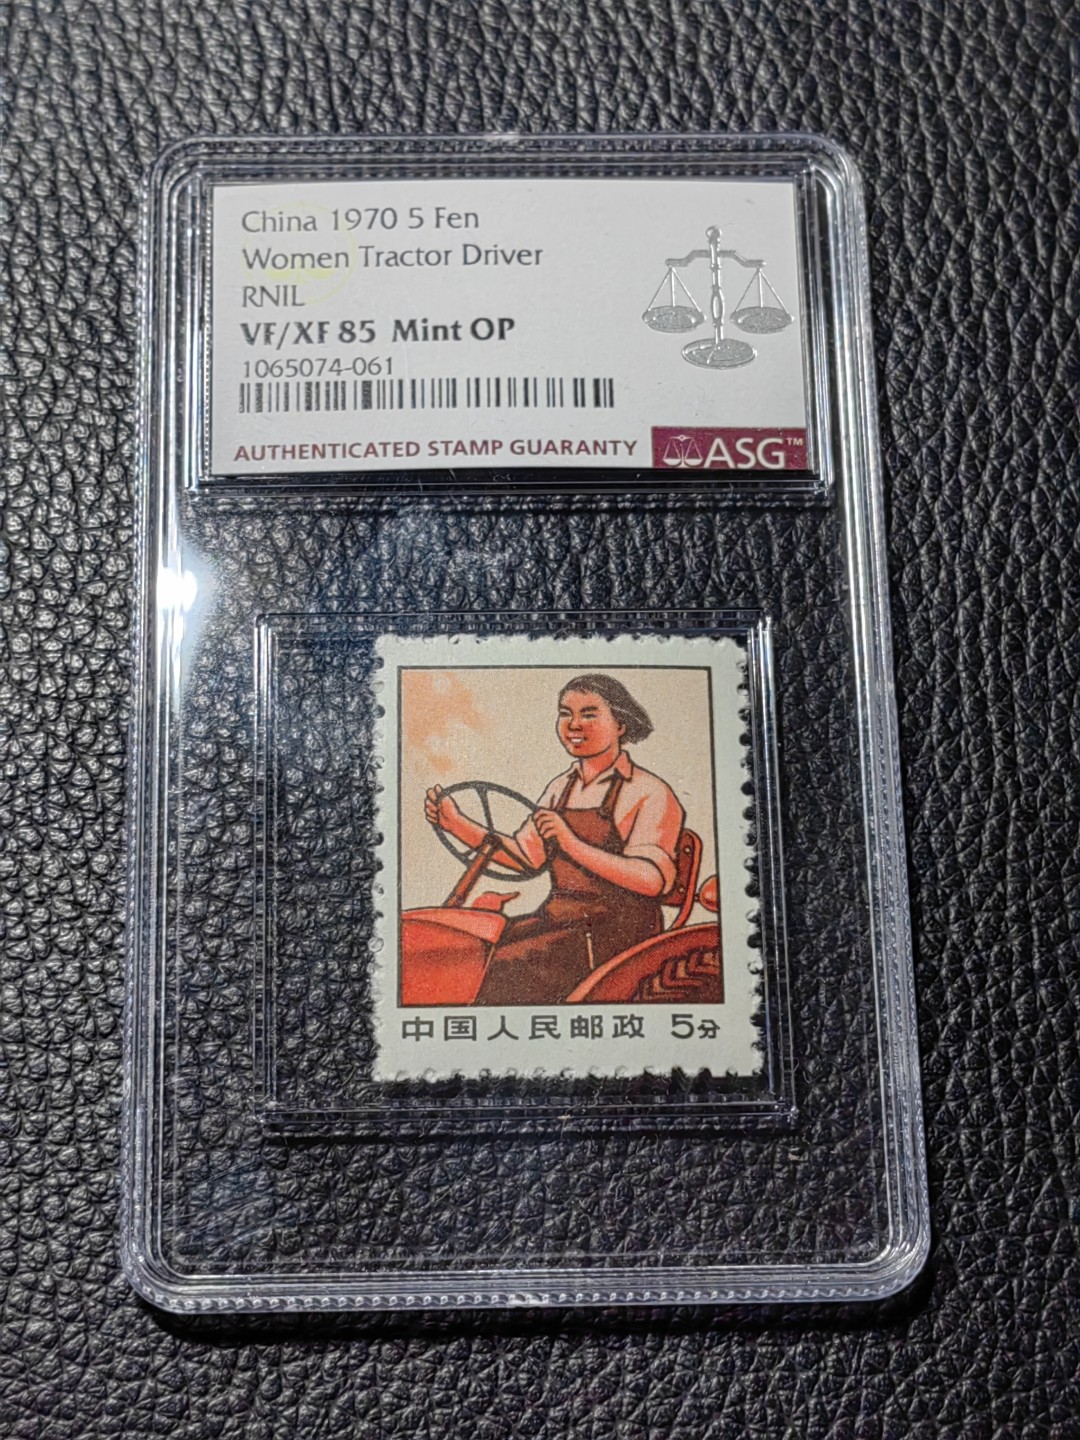 China 1970 5 Fen
Women Tractor Driver
RNIL
VF/XF 85 Mint OP
1065074-061
AUTHENTICATED STAMP GUARANTY ASG™
中国人民邮政 5分